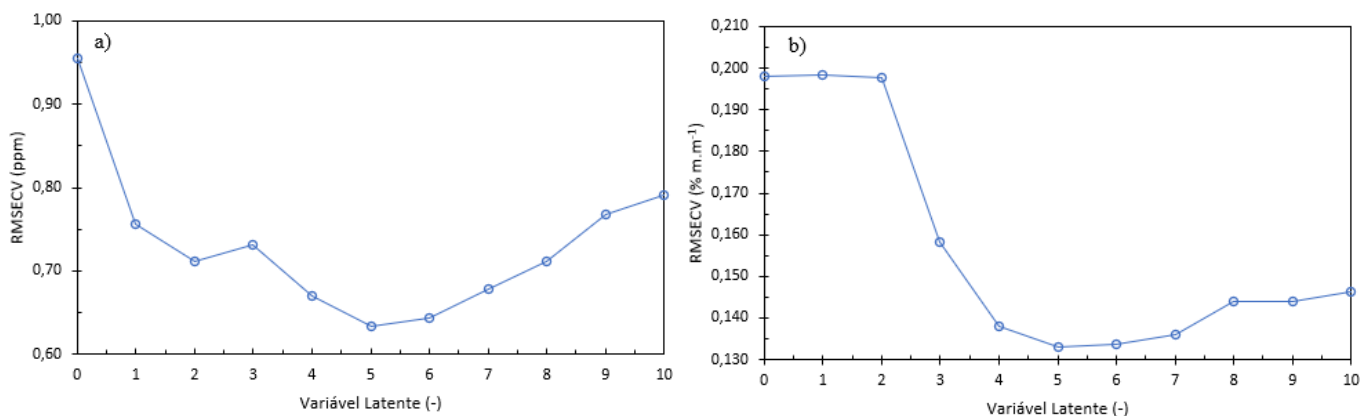 a)
1,00
0,90
0,80
0,70
0,60
RMSECV (ppm)
0 1 2 3 4 5 6 7 8 9 10
Variável Latente (-)
b)
0,210
0,200
0,190
0,180
0,170
0,160
0,150
0,140
0,130
RMSECV (% m.m⁻¹)
0 1 2 3 4 5 6 7 8 9 10
Variável Latente (-)